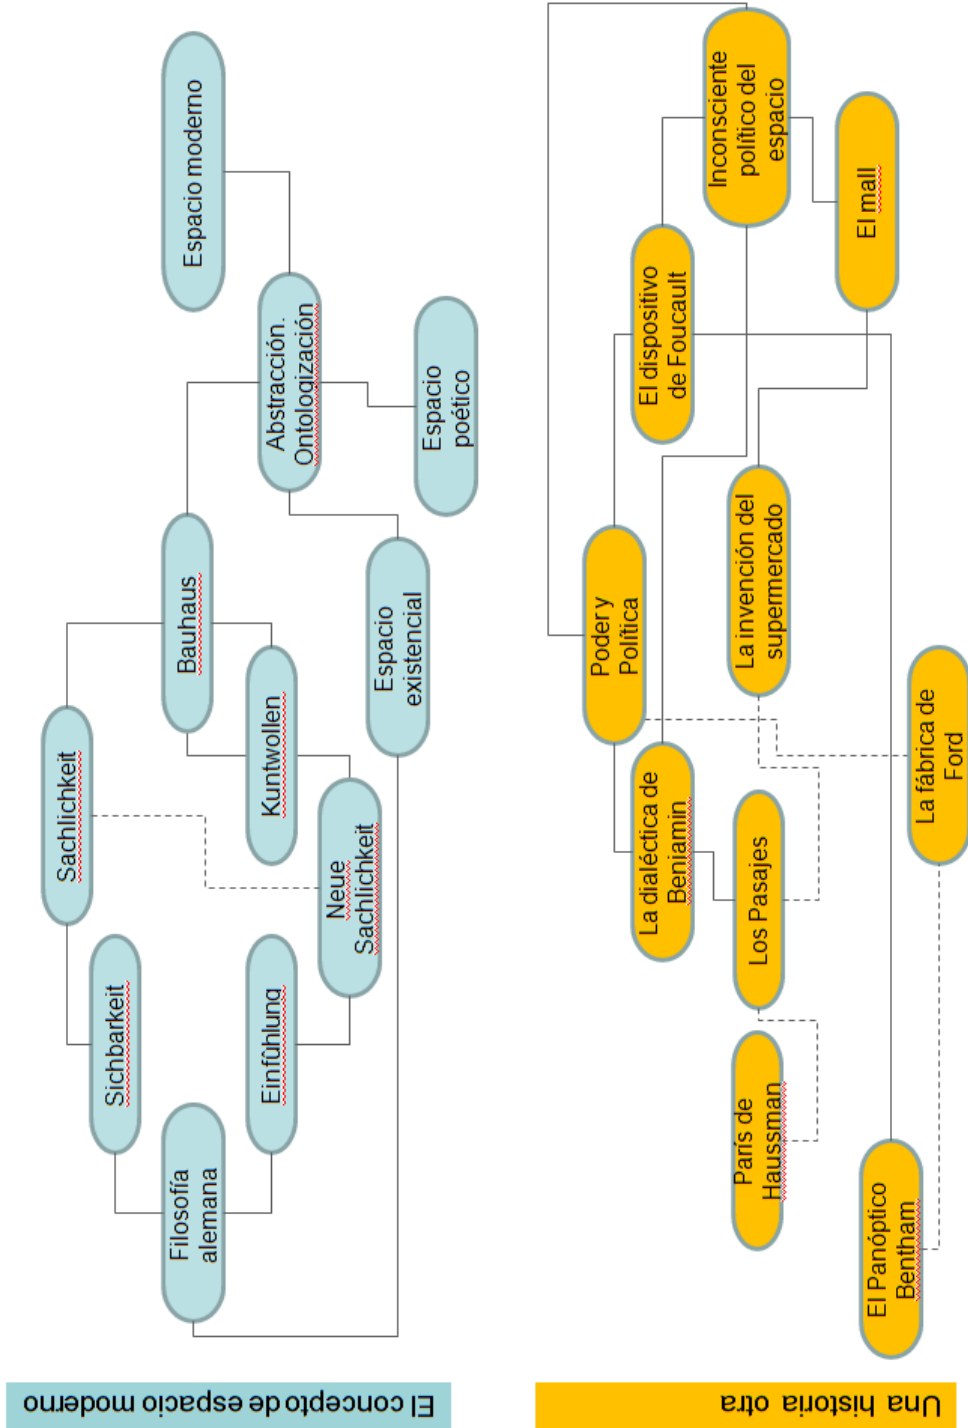 El concepto de espacio moderno
Filosofía
alemana
Sichbarkeit
Einfûhlung
Sachlichkeit
Neue
Sachlichkeit
Kuntwollen
Bauhaus
Espacio
existencial
Abstracción.
Ontologización
Espacio
poético
Espacio moderno
Una historia otra
El Panóptico
Bentham
París de
Haussman
Los Pasajes
La dialéctica de
Benjamin
La fábrica de
Ford
Poder y
Política
La invención del
supermercado
El dispositivo
de Foucault
El mall
Inconsciente
político del
espacio